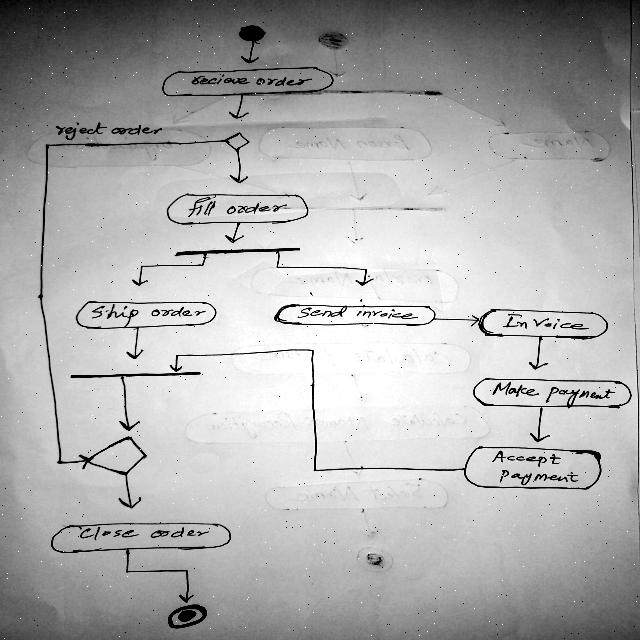 recieve order
reject order
fill order
Ship order
Send invoice
Invoice
Make payment
Accept
payment
Close order